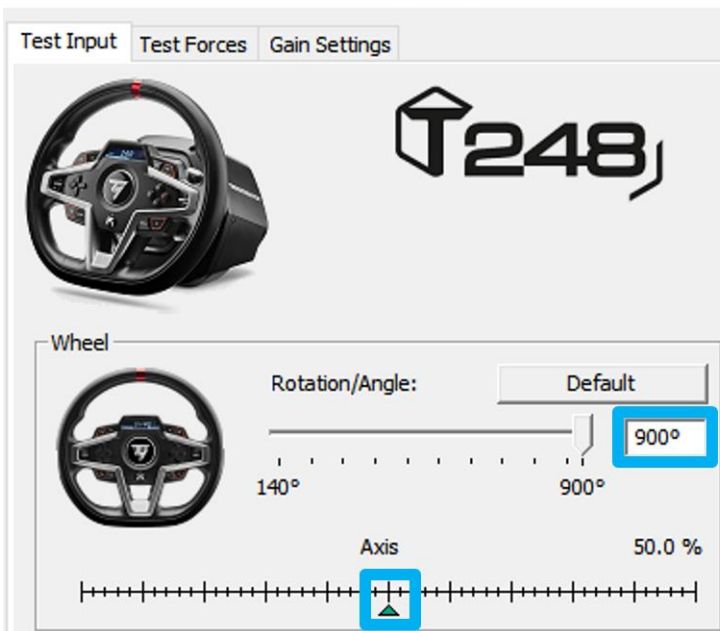 Test Input Test Forces Gain Settings
T248
Wheel
Rotation/Angle: Default
900°
140° 900°
Axis 50.0 %